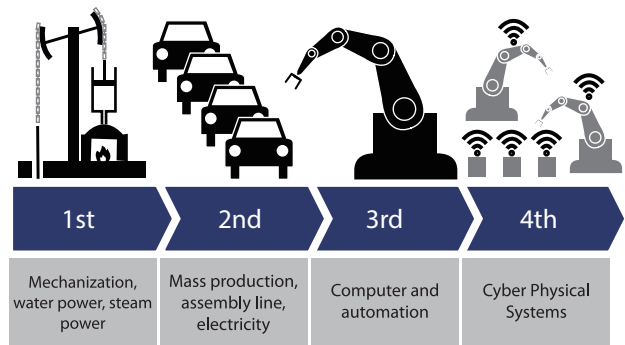 1st
2nd
3rd
4th
Mechanization,
water power, steam
power
Mass production,
assembly line,
electricity
Computer and
automation
Cyber Physical
Systems